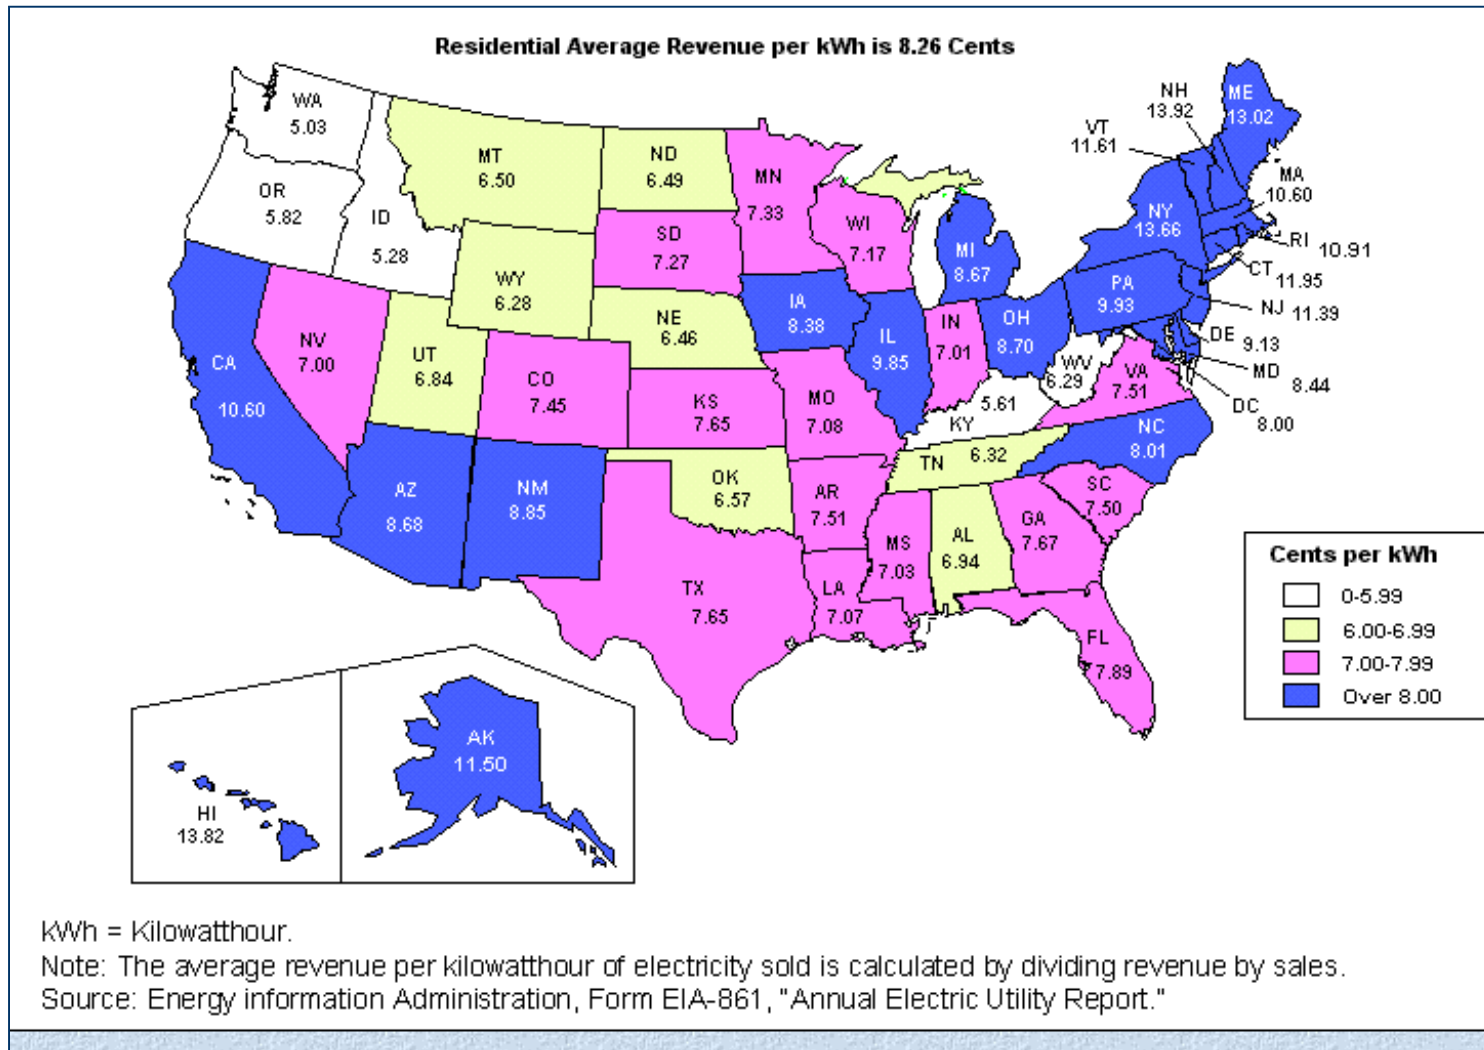 Residential Average Revenue per kWh is 8.26 Cents
WA
5.03
OR
5.82
ID
5.28
MT
6.50
ND
6.49
MN
7.33
SD
7.27
WI
7.17
WY
6.28
NE
6.46
IA
8.38
MI
8.67
NH
13.92
ME
13.02
VT
11.61
MA
10.60
NY
13.66
RI 10.91
CT 11.95
PA
9.93
NJ 11.39
DE 9.13
MD 8.44
DC 8.00
CA
10.60
NV
7.00
UT
6.84
CO
7.45
KS
7.65
MO
7.08
IL
9.85
IN
7.01
OH
8.70
WV
6.29
VA
7.51
5.61
KY
NC
8.01
TN 6.32
SC
7.50
AZ
8.68
NM
8.85
OK
6.57
AR
7.51
MS
7.03
AL
6.94
GA
7.67
TX
7.65
LA
7.07
FL
7.89
AK
11.50
HI
13.82
Cents per kWh
0-5.99
6.00-6.99
7.00-7.99
Over 8.00
kWh = Kilowatthour.
Note: The average revenue per kilowatthour of electricity sold is calculated by dividing revenue by sales.
Source: Energy information Administration, Form EIA-861, "Annual Electric Utility Report."